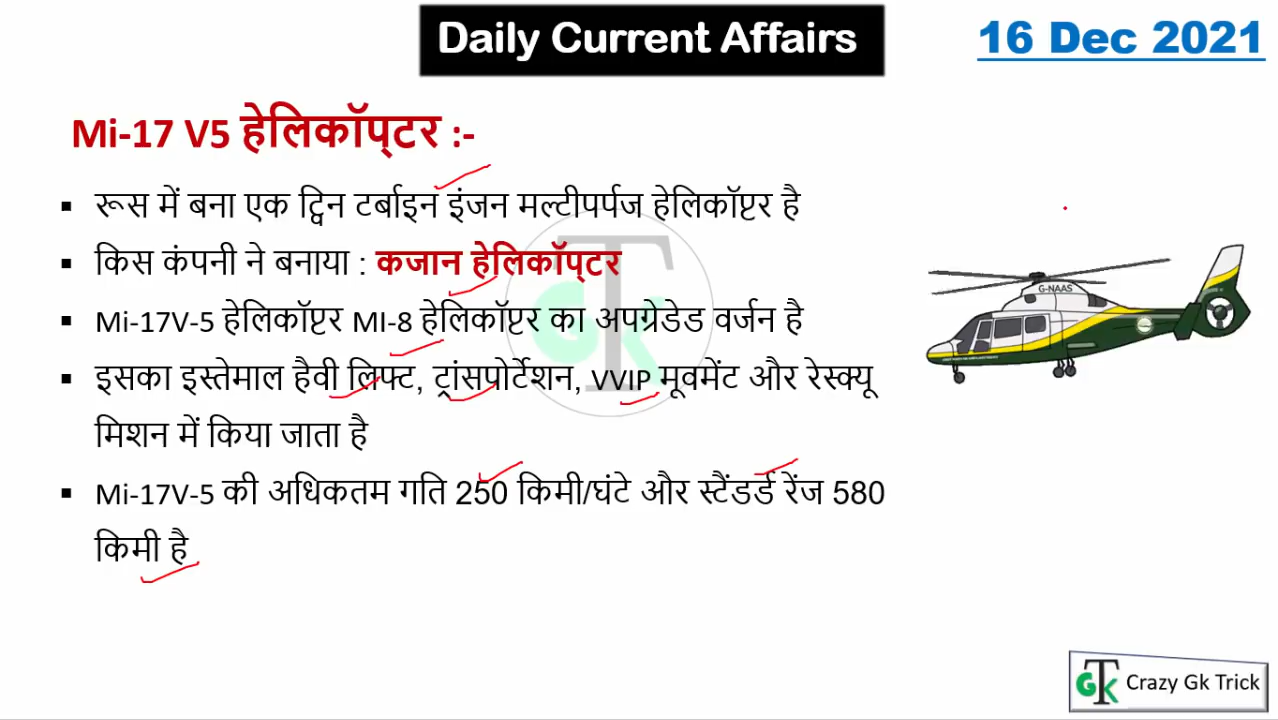 Daily Current Affairs
16 Dec 2021
Mi-17 V5 हेलिकॉप्टर :-
▪ रूस में बना एक ट्विन टर्बाइन इंजन मल्टीपर्पज हेलिकॉप्टर है
▪ किस कंपनी ने बनाया : कजान हेलिकॉप्टर
▪ Mi-17V-5 हेलिकॉप्टर MI-8 हेलिकॉप्टर का अपग्रेडेड वर्जन है
▪ इसका इस्तेमाल हैवी लिफ्ट, ट्रांसपोर्टेशन, VVIP मूवमेंट और रेस्क्यू
मिशन में किया जाता है
▪ Mi-17V-5 की अधिकतम गति 250 किमी/घंटे और स्टैंडर्ड रेंज 580
किमी है
G-NAAS
GTK
GTK Crazy Gk Trick